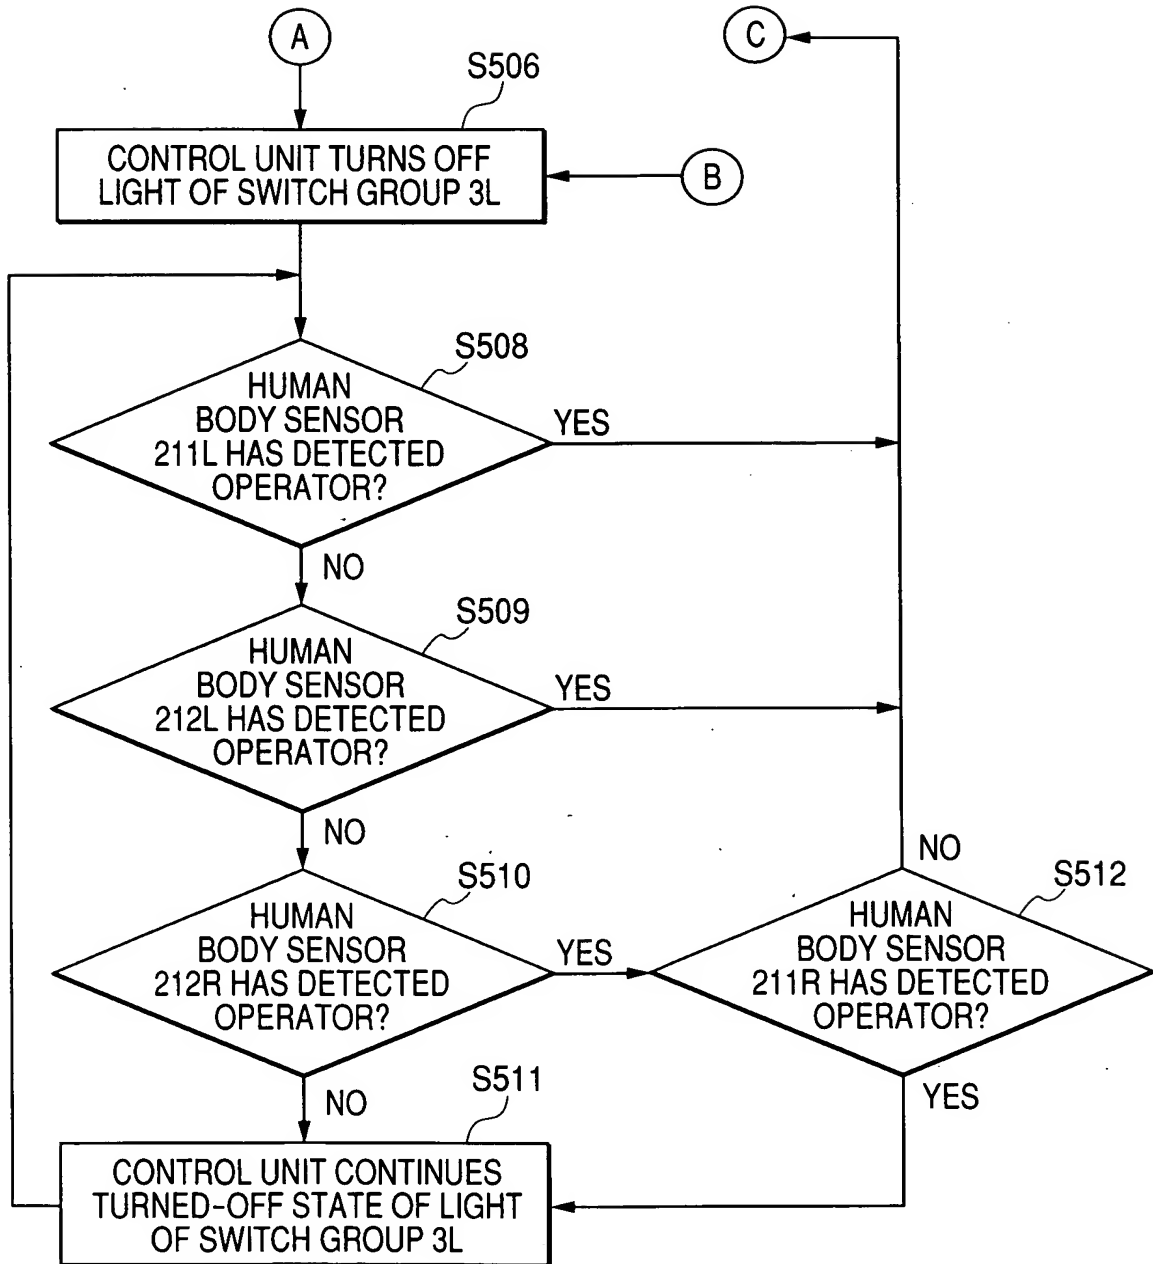 A
C
S506
CONTROL UNIT TURNS OFF
LIGHT OF SWITCH GROUP 3L
B
S508
HUMAN
BODY SENSOR
211L HAS DETECTED
OPERATOR?
YES
NO
S509
HUMAN
BODY SENSOR
212L HAS DETECTED
OPERATOR?
YES
NO
S510
HUMAN
BODY SENSOR
212R HAS DETECTED
OPERATOR?
YES
NO
S512
HUMAN
BODY SENSOR
211R HAS DETECTED
OPERATOR?
NO
YES
S511
CONTROL UNIT CONTINUES
TURNED-OFF STATE OF LIGHT
OF SWITCH GROUP 3L